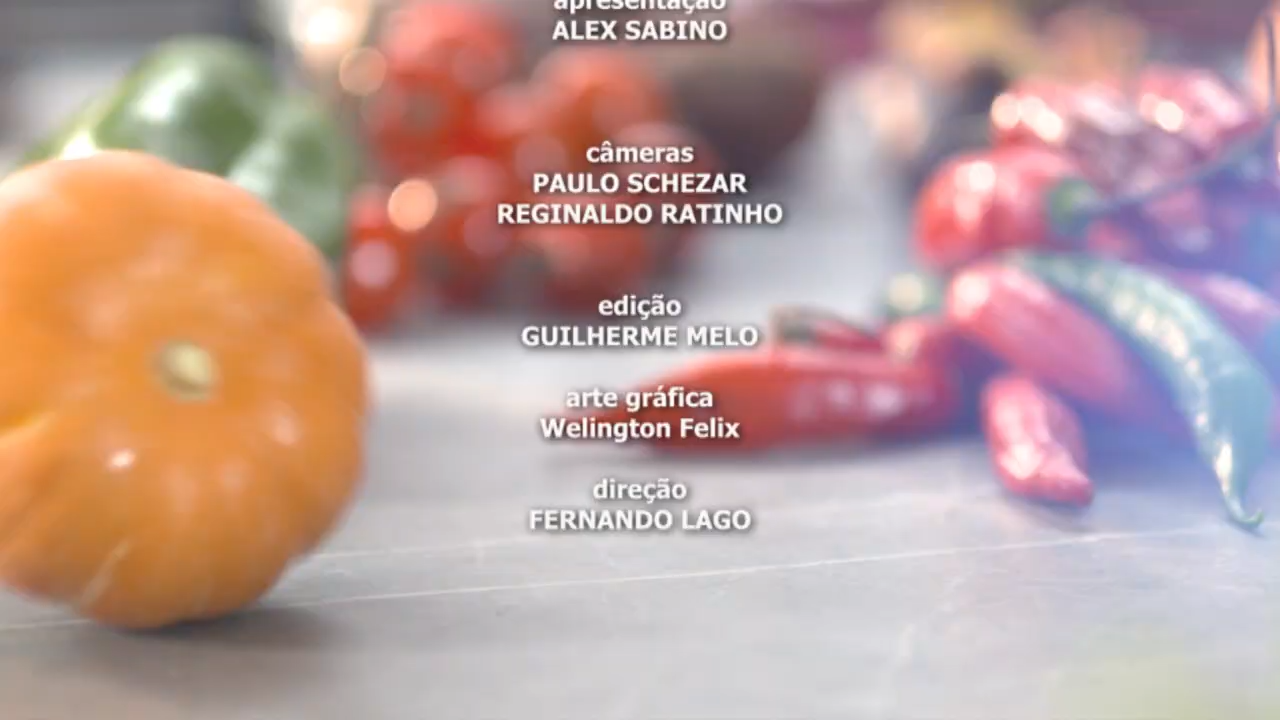 apresentação
ALEX SABINO
câmeras
PAULO SCHEZAR
REGINALDO RATINHO
edição
GUILHERME MELO
arte gráfica
Welington Felix
direção
FERNANDO LAGO